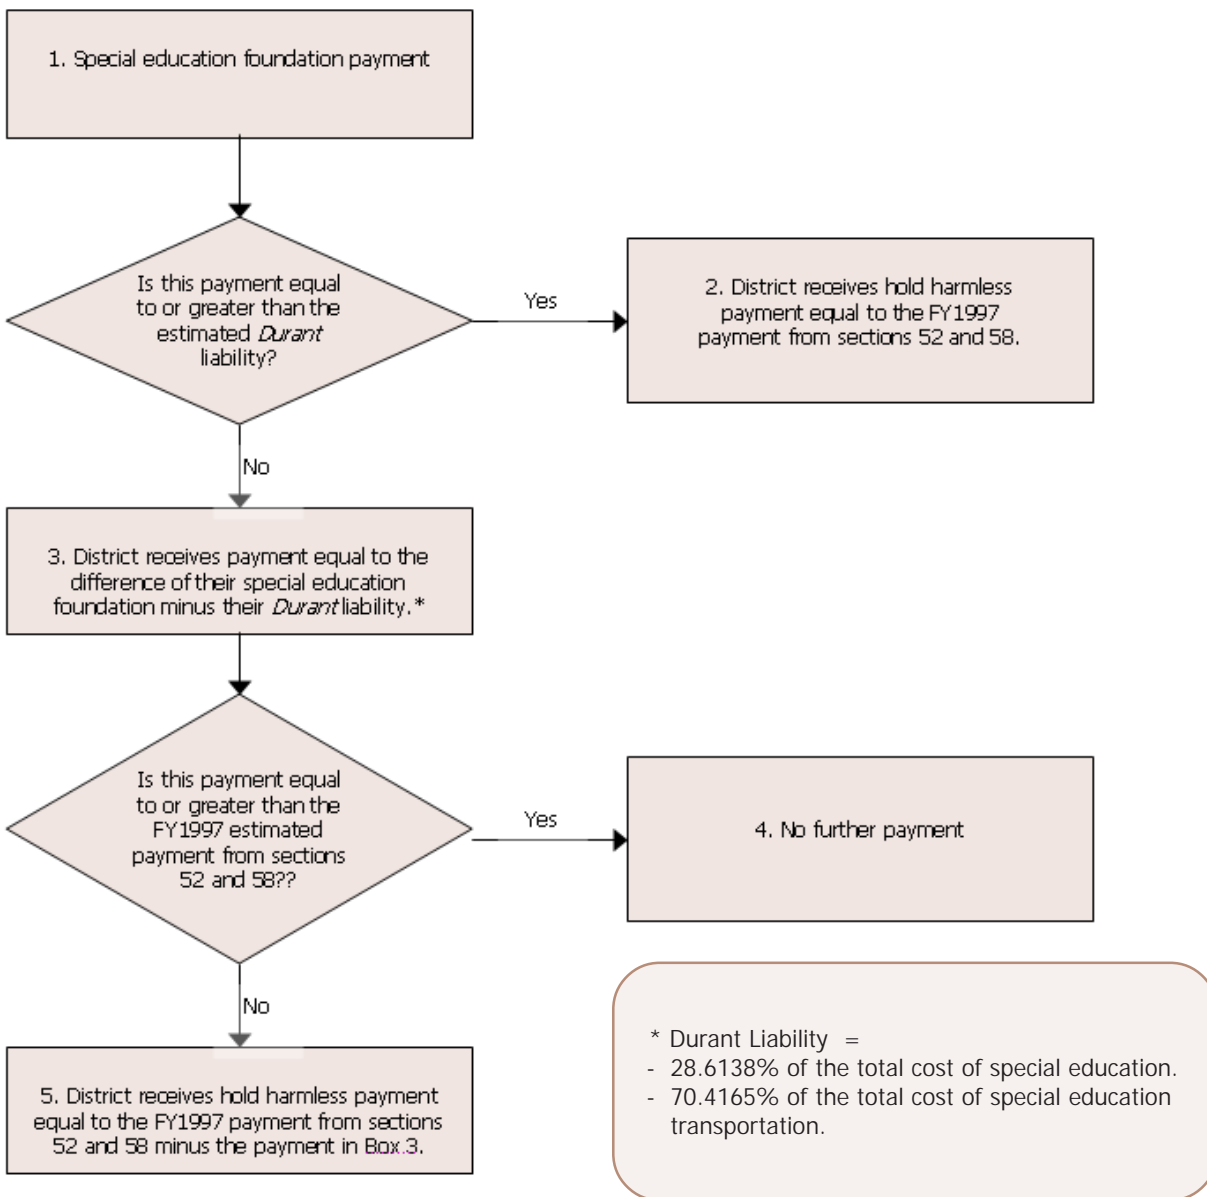 1. Special education foundation payment
Is this payment equal
to or greater than the
estimated Durant
liability?
Yes
2. District receives hold harmless
payment equal to the FY1997
payment from sections 52 and 58.
No
3. District receives payment equal to the
difference of their special education
foundation minus their Durant liability.*
Is this payment equal
to or greater than the
FY1997 estimated
payment from sections
52 and 58??
Yes
4. No further payment
No
5. District receives hold harmless payment
equal to the FY1997 payment from sections
52 and 58 minus the payment in Box 3.
* Durant Liability =
- 28.6138% of the total cost of special education.
- 70.4165% of the total cost of special education
transportation.